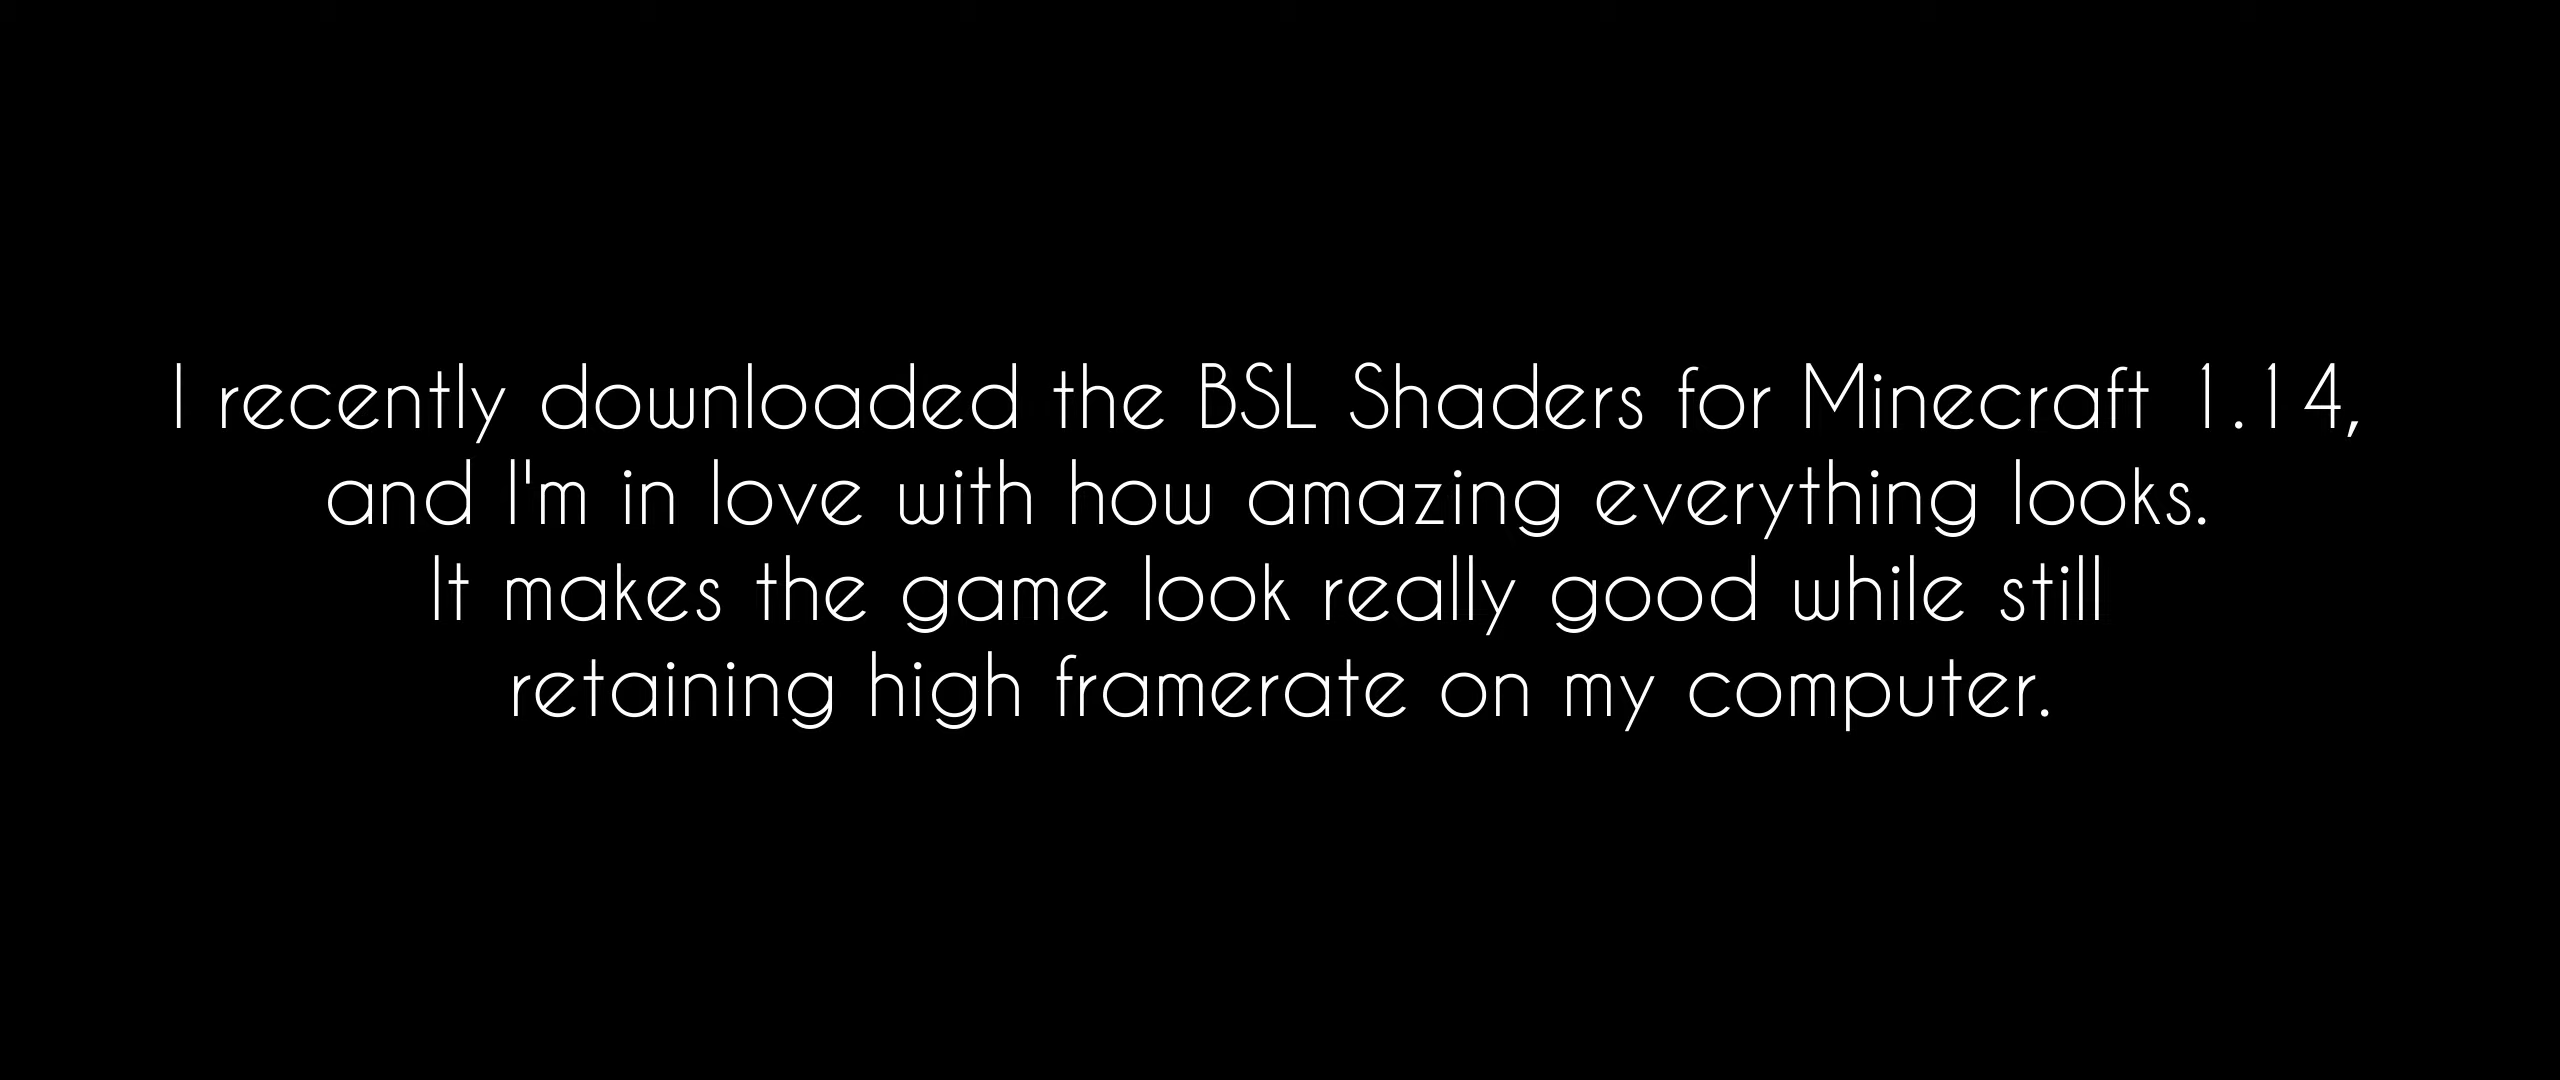 I recently downloaded the BSL Shaders for Minecraft 1.14,
and I'm in love with how amazing everything looks.
It makes the game look really good while still
retaining high framerate on my computer.